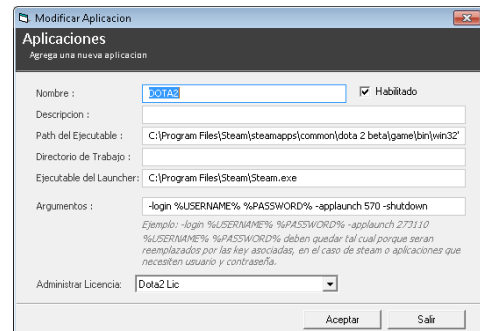 Modificar Aplicacion
Aplicaciones
Agrega una nueva aplicacion
Nombre : DOTA2 Habilitado
Descripcion :
Path del Ejecutable : C:\Program Files\Steam\steamapps\common\dota 2 beta\game\bin\win32'
Directorio de Trabajo :
Ejecutable del Launcher: C:\Program Files\Steam\Steam.exe
Argumentos : -login %USERNAME% %PASSWORD% -applaunch 570 -shutdown
Ejemplo: -login %USERNAME% %PASSWORD% -applaunch 273110
%USERNAME% %PASSWORD% deben quedar tal cual porque seran
reemplazados por las key asociadas, en el caso de steam o aplicaciones que
necesiten usuario y contraseña.
Administrar Licencia: Dota2 Lic
Aceptar Salir